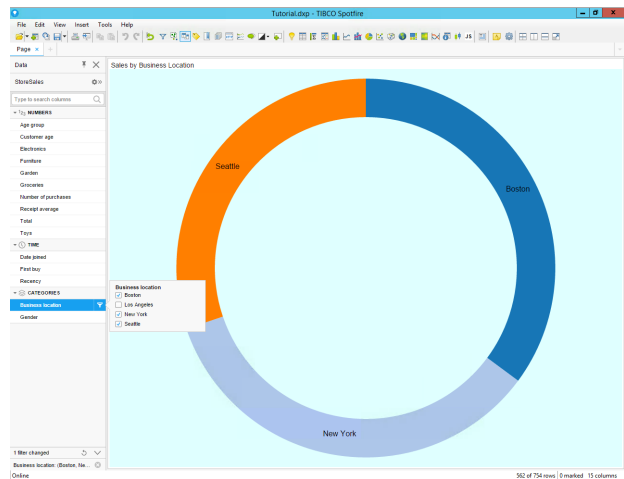 Tutorial.dxp - TIBCO Spotfire
File Edit View Insert Tools Help
JS
Page
Data
Sales by Business Location
StoreSales
Type to search columns
NUMBERS
Age group
Customer age
Electronics
Furniture
Garden
Groceries
Number of purchases
Receipt average
Total
Toys
TIME
Date joined
First buy
Recency
CATEGORIES
Business location
Gender
Seattle
Boston
New York
Business location
Boston
Los Angeles
New York
Seattle
1 filter changed
Business location: (Boston, Ne...
Online
562 of 754 rows 0 marked 15 columns